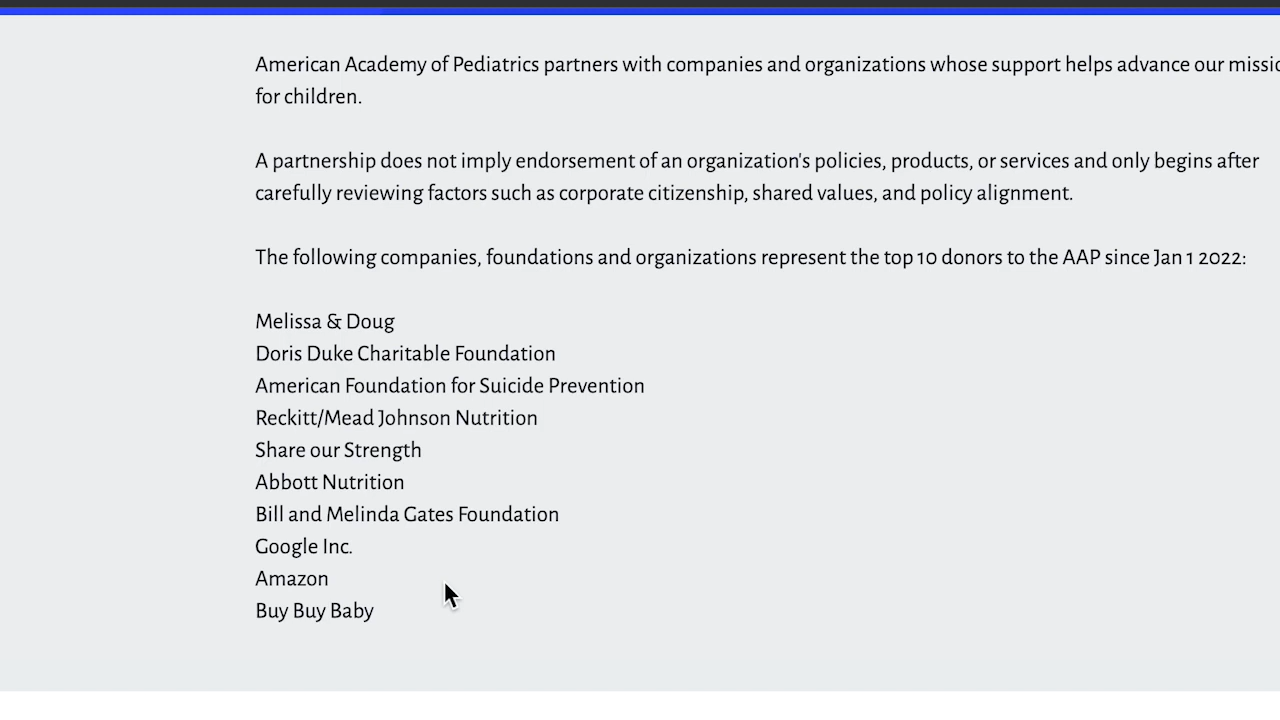 American Academy of Pediatrics partners with companies and organizations whose support helps advance our
for children.
A partnership does not imply endorsement of an organization's policies, products, or services and only begins after
carefully reviewing factors such as corporate citizenship, shared values, and policy alignment.
The following companies, foundations and organizations represent the top 10 donors to the AAP since Jan 1 2022:
Melissa & Doug
Doris Duke Charitable Foundation
American Foundation for Suicide Prevention
Reckitt/Mead Johnson Nutrition
Share our Strength
Abbott Nutrition
Bill and Melinda Gates Foundation
Google Inc.
Amazon
Buy Buy Baby